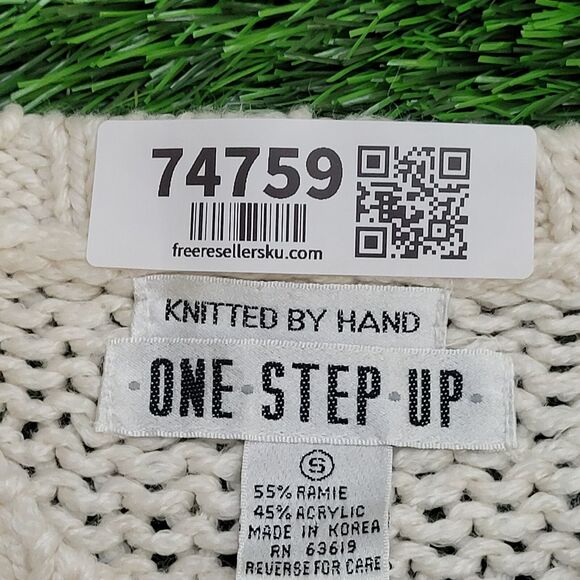 74759
freeresellersku.com
KNITTED BY HAND
·ONE·STEP·UP·
S
55% RAMIE
45% ACRYLIC
MADE IN KOREA
RN 63619
REVERSE FOR CARE